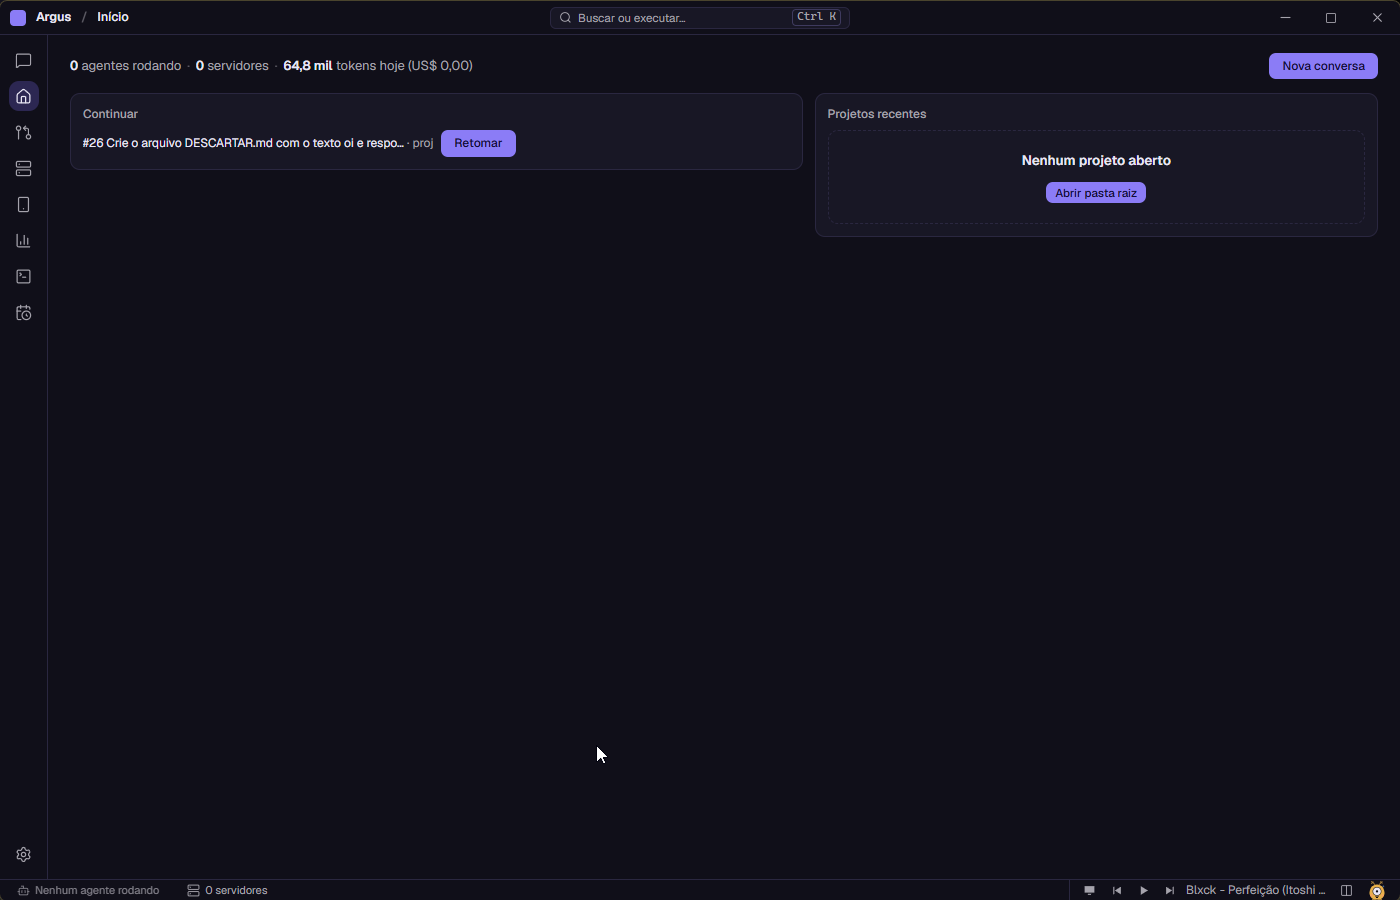 Argus / Início
Buscar ou executar... Ctrl K
0 agentes rodando · 0 servidores · 64,8 mil tokens hoje (US$ 0,00)
Nova conversa
Continuar
#26 Crie o arquivo DESCARTAR.md com o texto oi e respo... · proj
Retomar
Projetos recentes
Nenhum projeto aberto
Abrir pasta raiz
Nenhum agente rodando
0 servidores
Blxck - Perfeição (Itoshi ...